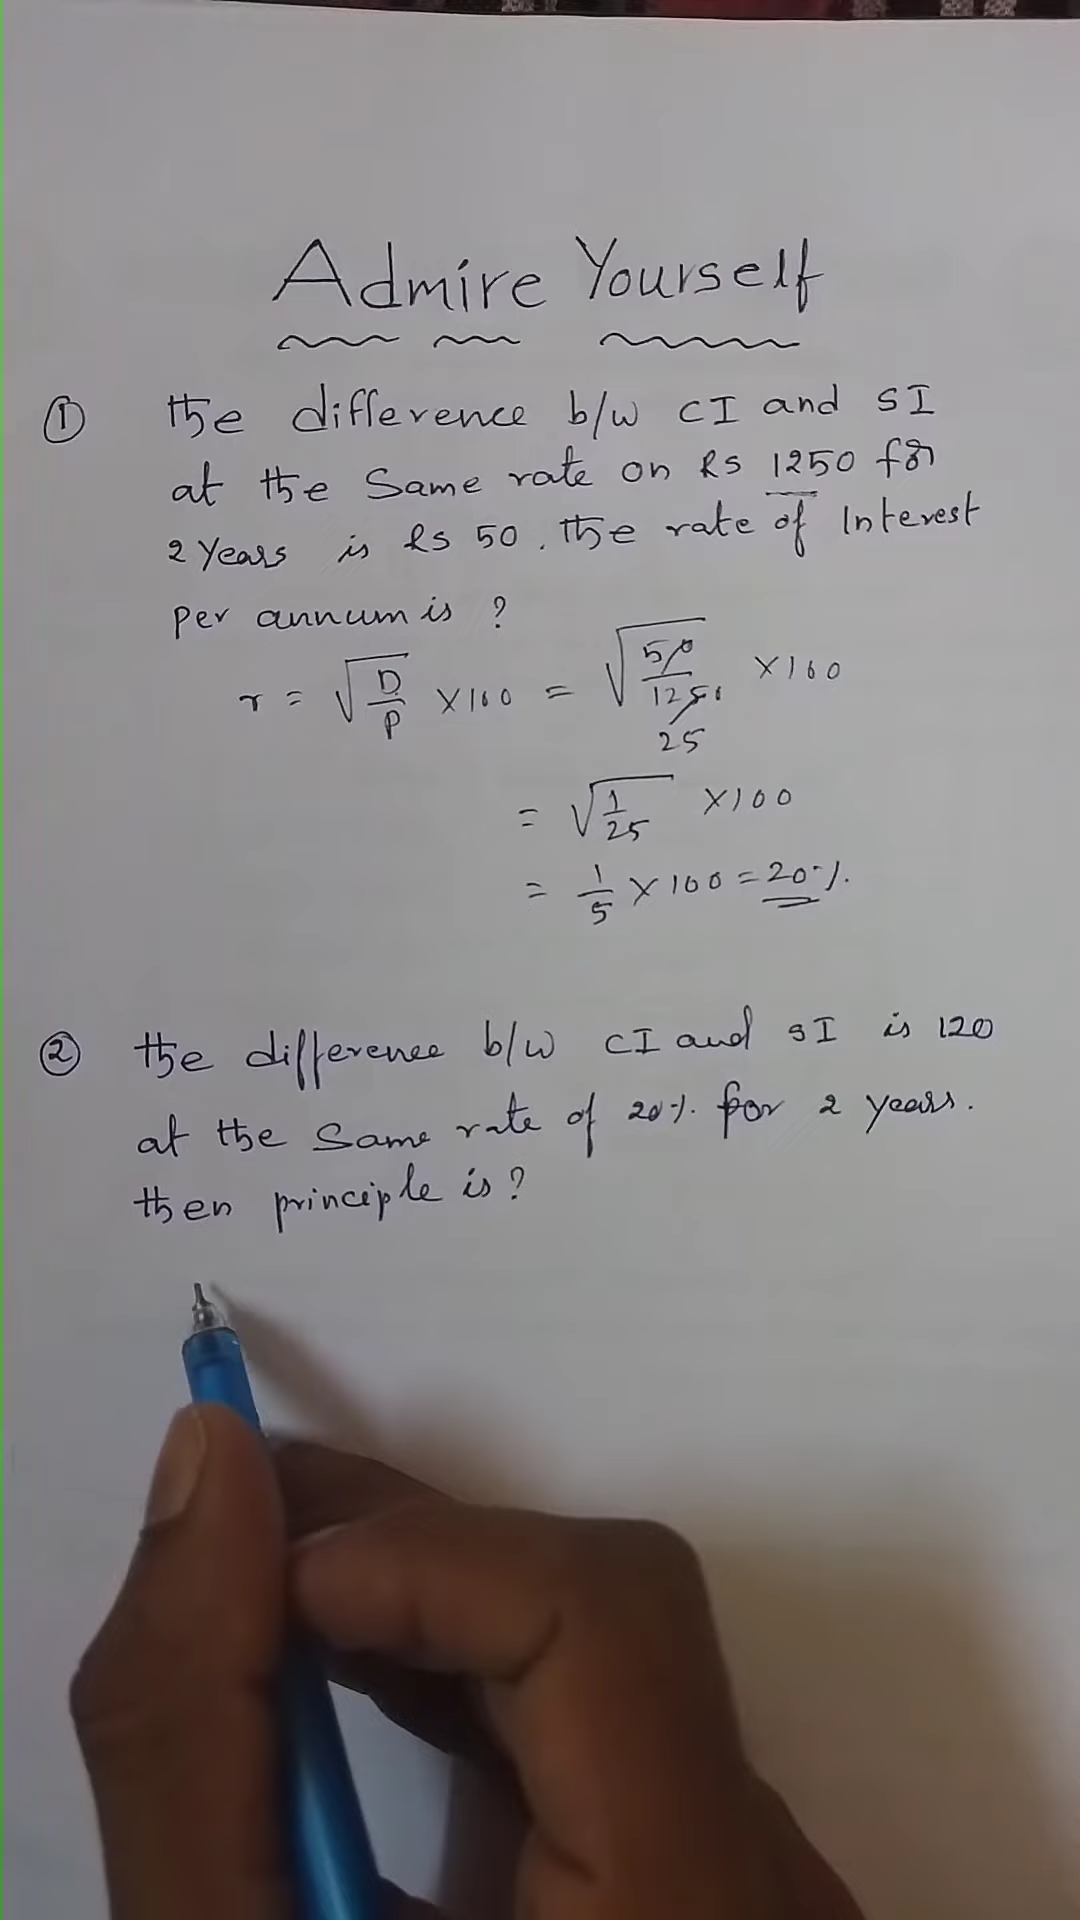 Admire Yourself
① the difference b/w CI and SI
at the Same rate on Rs 1250 for
2 Years is Rs 50. the rate of Interest
per annum is ?
r = √D/P ×100 = √50/1250 ×100
25
= √1/25 ×100
= 1/5 × 100 = 20%.
② the difference b/w CI and SI is 120
at the Same rate of 20%. for 2 years.
then principle is?